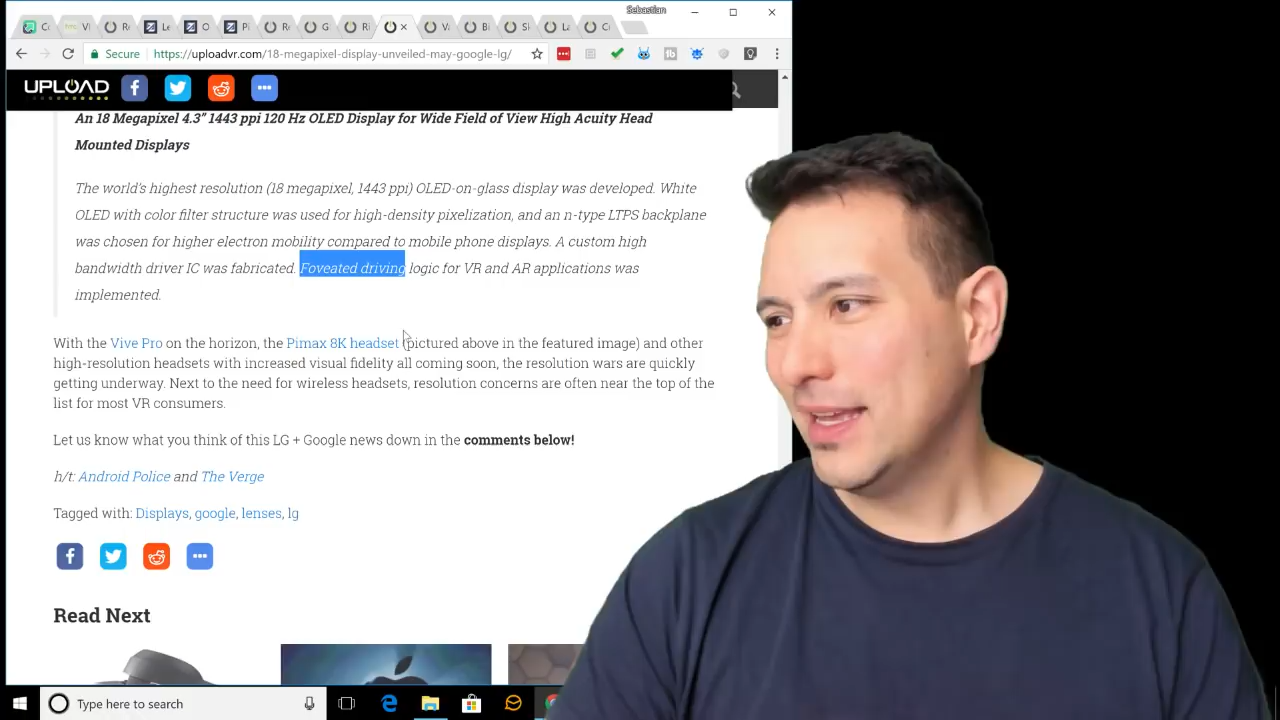 Sebastian
Secure https://uploadvr.com/18-megapixel-display-unveiled-may-google-lg/
UPLOAD
An 18 Megapixel 4.3” 1443 ppi 120 Hz OLED Display for Wide Field of View High Acuity Head
Mounted Displays
The world’s highest resolution (18 megapixel, 1443 ppi) OLED-on-glass display was developed. White
OLED with color filter structure was used for high-density pixelization, and an n-type LTPS backplane
was chosen for higher electron mobility compared to mobile phone displays. A custom high
bandwidth driver IC was fabricated. Foveated driving logic for VR and AR applications was
implemented.
With the Vive Pro on the horizon, the Pimax 8K headset (pictured above in the featured image) and other
high-resolution headsets with increased visual fidelity all coming soon, the resolution wars are quickly
getting underway. Next to the need for wireless headsets, resolution concerns are often near the top of the
list for most VR consumers.
Let us know what you think of this LG + Google news down in the comments below!
h/t: Android Police and The Verge
Tagged with: Displays, google, lenses, lg
Read Next
Type here to search